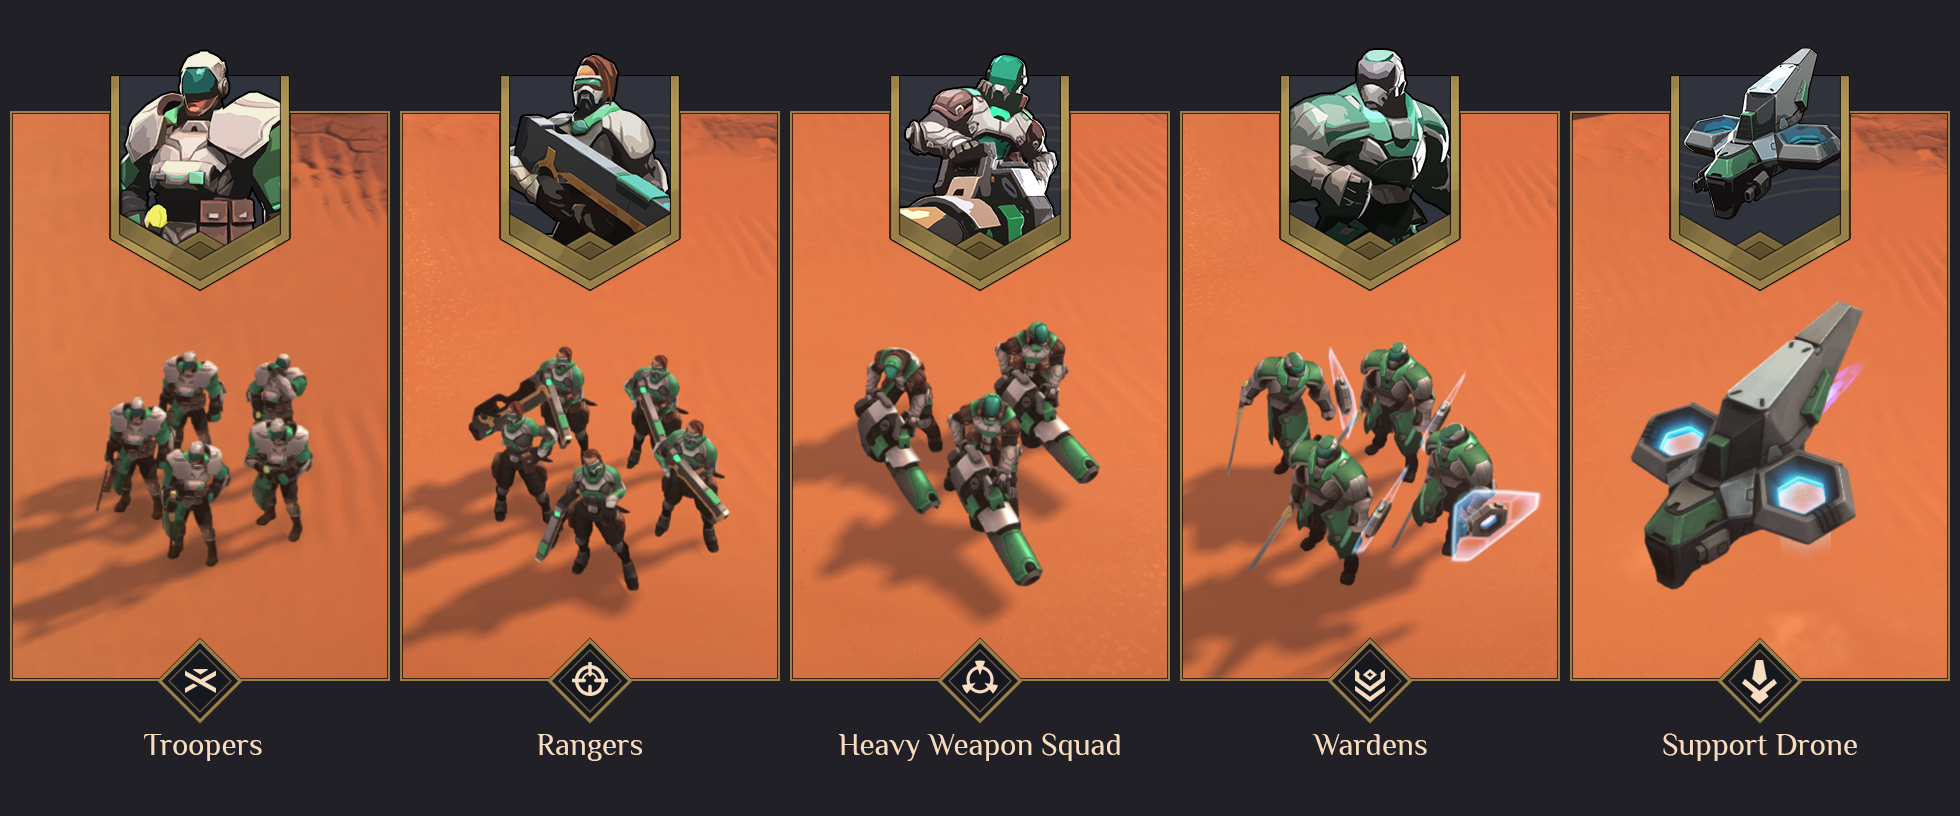 Troopers
Rangers
Heavy Weapon Squad
Wardens
Support Drone